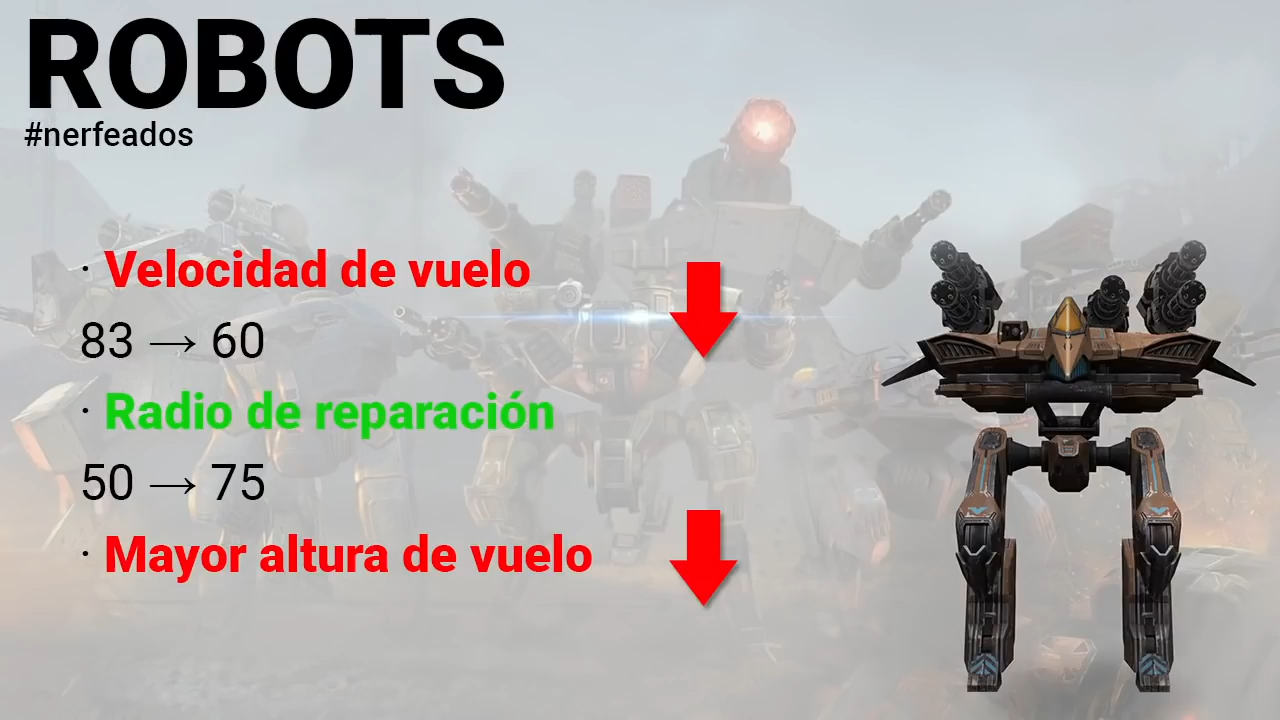 ROBOTS
#nerfeados
· Velocidad de vuelo
83 → 60
· Radio de reparación
50 → 75
· Mayor altura de vuelo